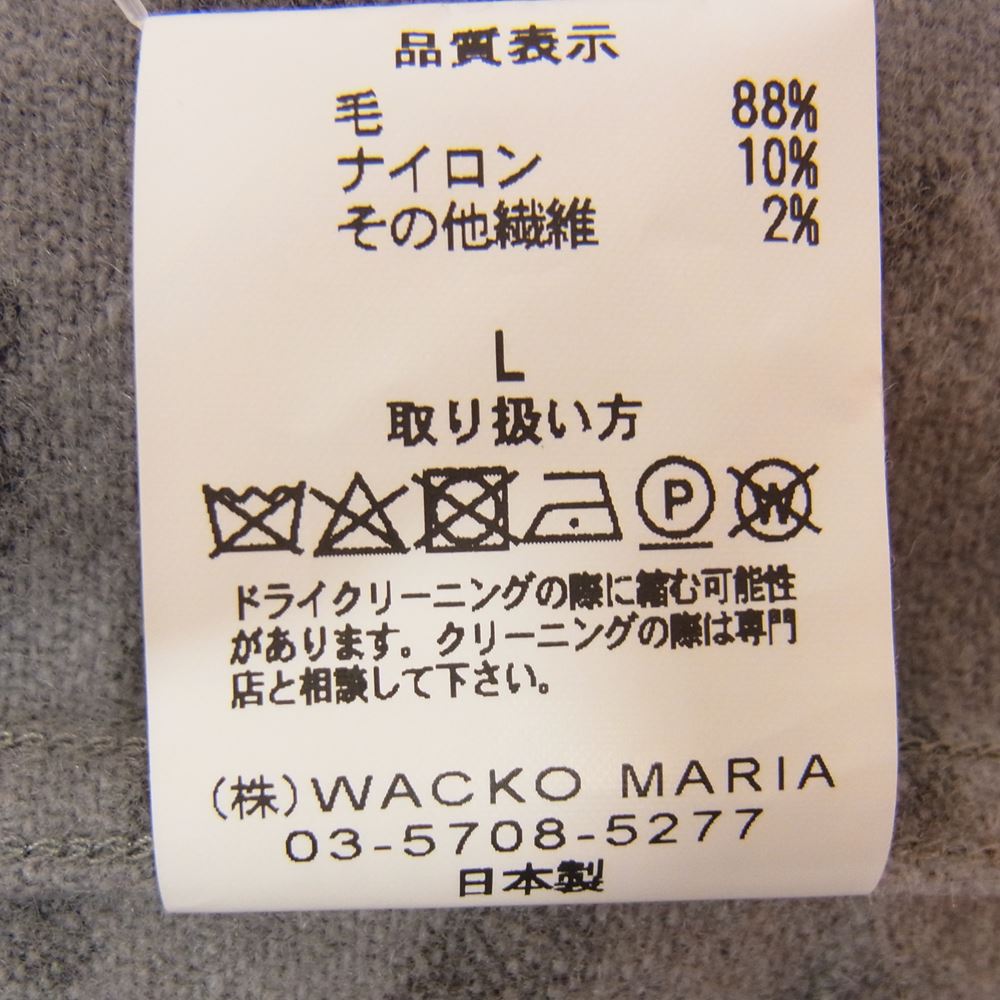 品質表示
毛 88%
ナイロン 10%
その他繊維 2%
L
取り扱い方
P W
ドライクリーニングの際に縮む可能性
があります。クリーニングの際は専門
店と相談して下さい。
(株)WACKO MARIA
03-5708-5277
日本製